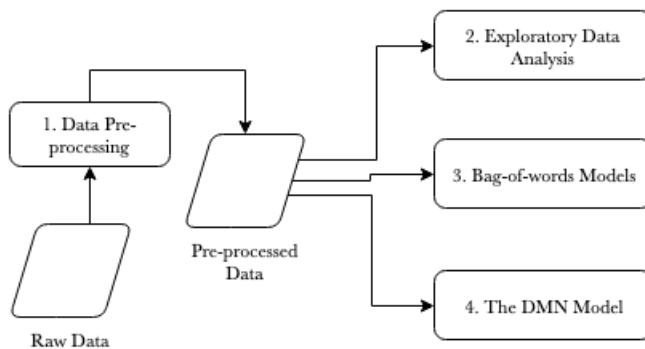 1. Data Pre-
processing
Raw Data
Pre-processed
Data
2. Exploratory Data
Analysis
3. Bag-of-words Models
4. The DMN Model